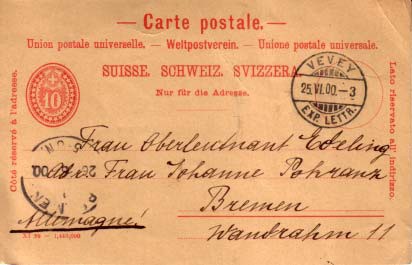 — Carte postale. —
Union postale universelle. — Weltpostverein. — Unione postale universale.
SUISSE. SCHWEIZ. SVIZZERA.
Nur für die Adresse.
Côté réservé à l'adresse.
Lato riservato all'indirizzo.
10
VEVEY
25.VI.00.–3
EXP. LETTR.
Frau Oberleutnant Edeling
Frau Johanne
Bremen
Wandrahm 11
Allemagne